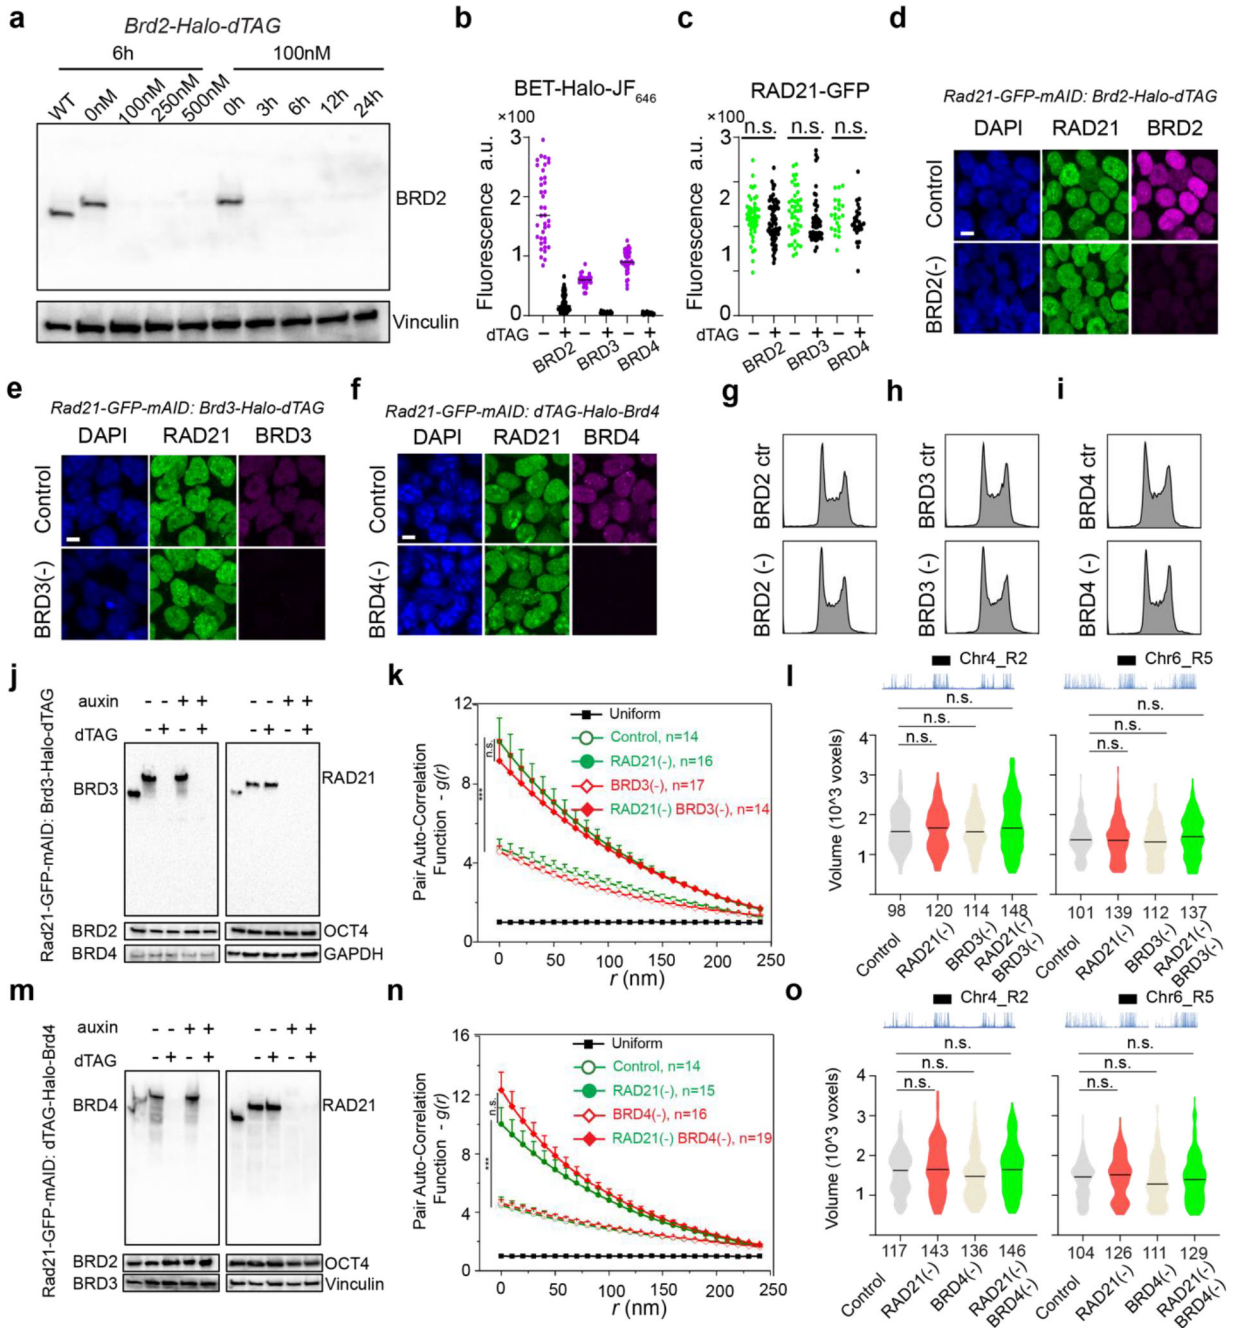 a
Brd2-Halo-dTAG
6h 100nM
WT 0nM 100nM 250nM 500nM 0h 3h 6h 12h 24h
BRD2
Vinculin
b
BET-Halo-JF646
×100
Fluorescence a.u.
3
2
1
0
dTAG − + − + − +
BRD2 BRD3 BRD4
c
RAD21-GFP
×100
n.s. n.s. n.s.
Fluorescence a.u.
3
2
1
0
dTAG − + − + − +
BRD2 BRD3 BRD4
d
Rad21-GFP-mAID: Brd2-Halo-dTAG
DAPI RAD21 BRD2
Control
BRD2(-)
e
Rad21-GFP-mAID: Brd3-Halo-dTAG
DAPI RAD21 BRD3
Control
BRD3(-)
f
Rad21-GFP-mAID: dTAG-Halo-Brd4
DAPI RAD21 BRD4
Control
BRD4(-)
g
BRD2 ctr
BRD2 (-)
h
BRD3 ctr
BRD3 (-)
i
BRD4 ctr
BRD4 (-)
j
Rad21-GFP-mAID: Brd3-Halo-dTAG
auxin - - + + - - + +
dTAG - + - + - + - +
BRD3
RAD21
BRD2 OCT4
BRD4 GAPDH
k
Pair Auto-Correlation
Function - g(r)
12
8
4
0
n.s.
***
Uniform
Control, n=14
RAD21(-), n=16
BRD3(-), n=17
RAD21(-) BRD3(-), n=14
0 50 100 150 200 250
r (nm)
l
Chr4_R2
n.s.
n.s.
n.s.
Volume (10^3 voxels)
4
3
2
1
98 120 114 148
Control RAD21(-) BRD3(-) RAD21(-) BRD3(-)
Chr6_R5
n.s.
n.s.
n.s.
101 139 112 137
Control RAD21(-) BRD3(-) RAD21(-) BRD3(-)
m
Rad21-GFP-mAID: dTAG-Halo-Brd4
auxin - - + + - - + +
dTAG - + - + - + - +
BRD4
RAD21
BRD2 OCT4
BRD3 Vinculin
n
Pair Auto-Correlation
Function - g(r)
16
12
8
4
0
n.s.
***
Uniform
Control, n=14
RAD21(-), n=15
BRD4(-), n=16
RAD21(-) BRD4(-), n=19
0 50 100 150 200 250
r (nm)
o
Chr4_R2
n.s.
n.s.
n.s.
Volume (10^3 voxels)
4
3
2
1
117 143 136 146
Control RAD21(-) BRD4(-) RAD21(-) BRD4(-)
Chr6_R5
n.s.
n.s.
n.s.
104 126 111 129
Control RAD21(-) BRD4(-) RAD21(-) BRD4(-)